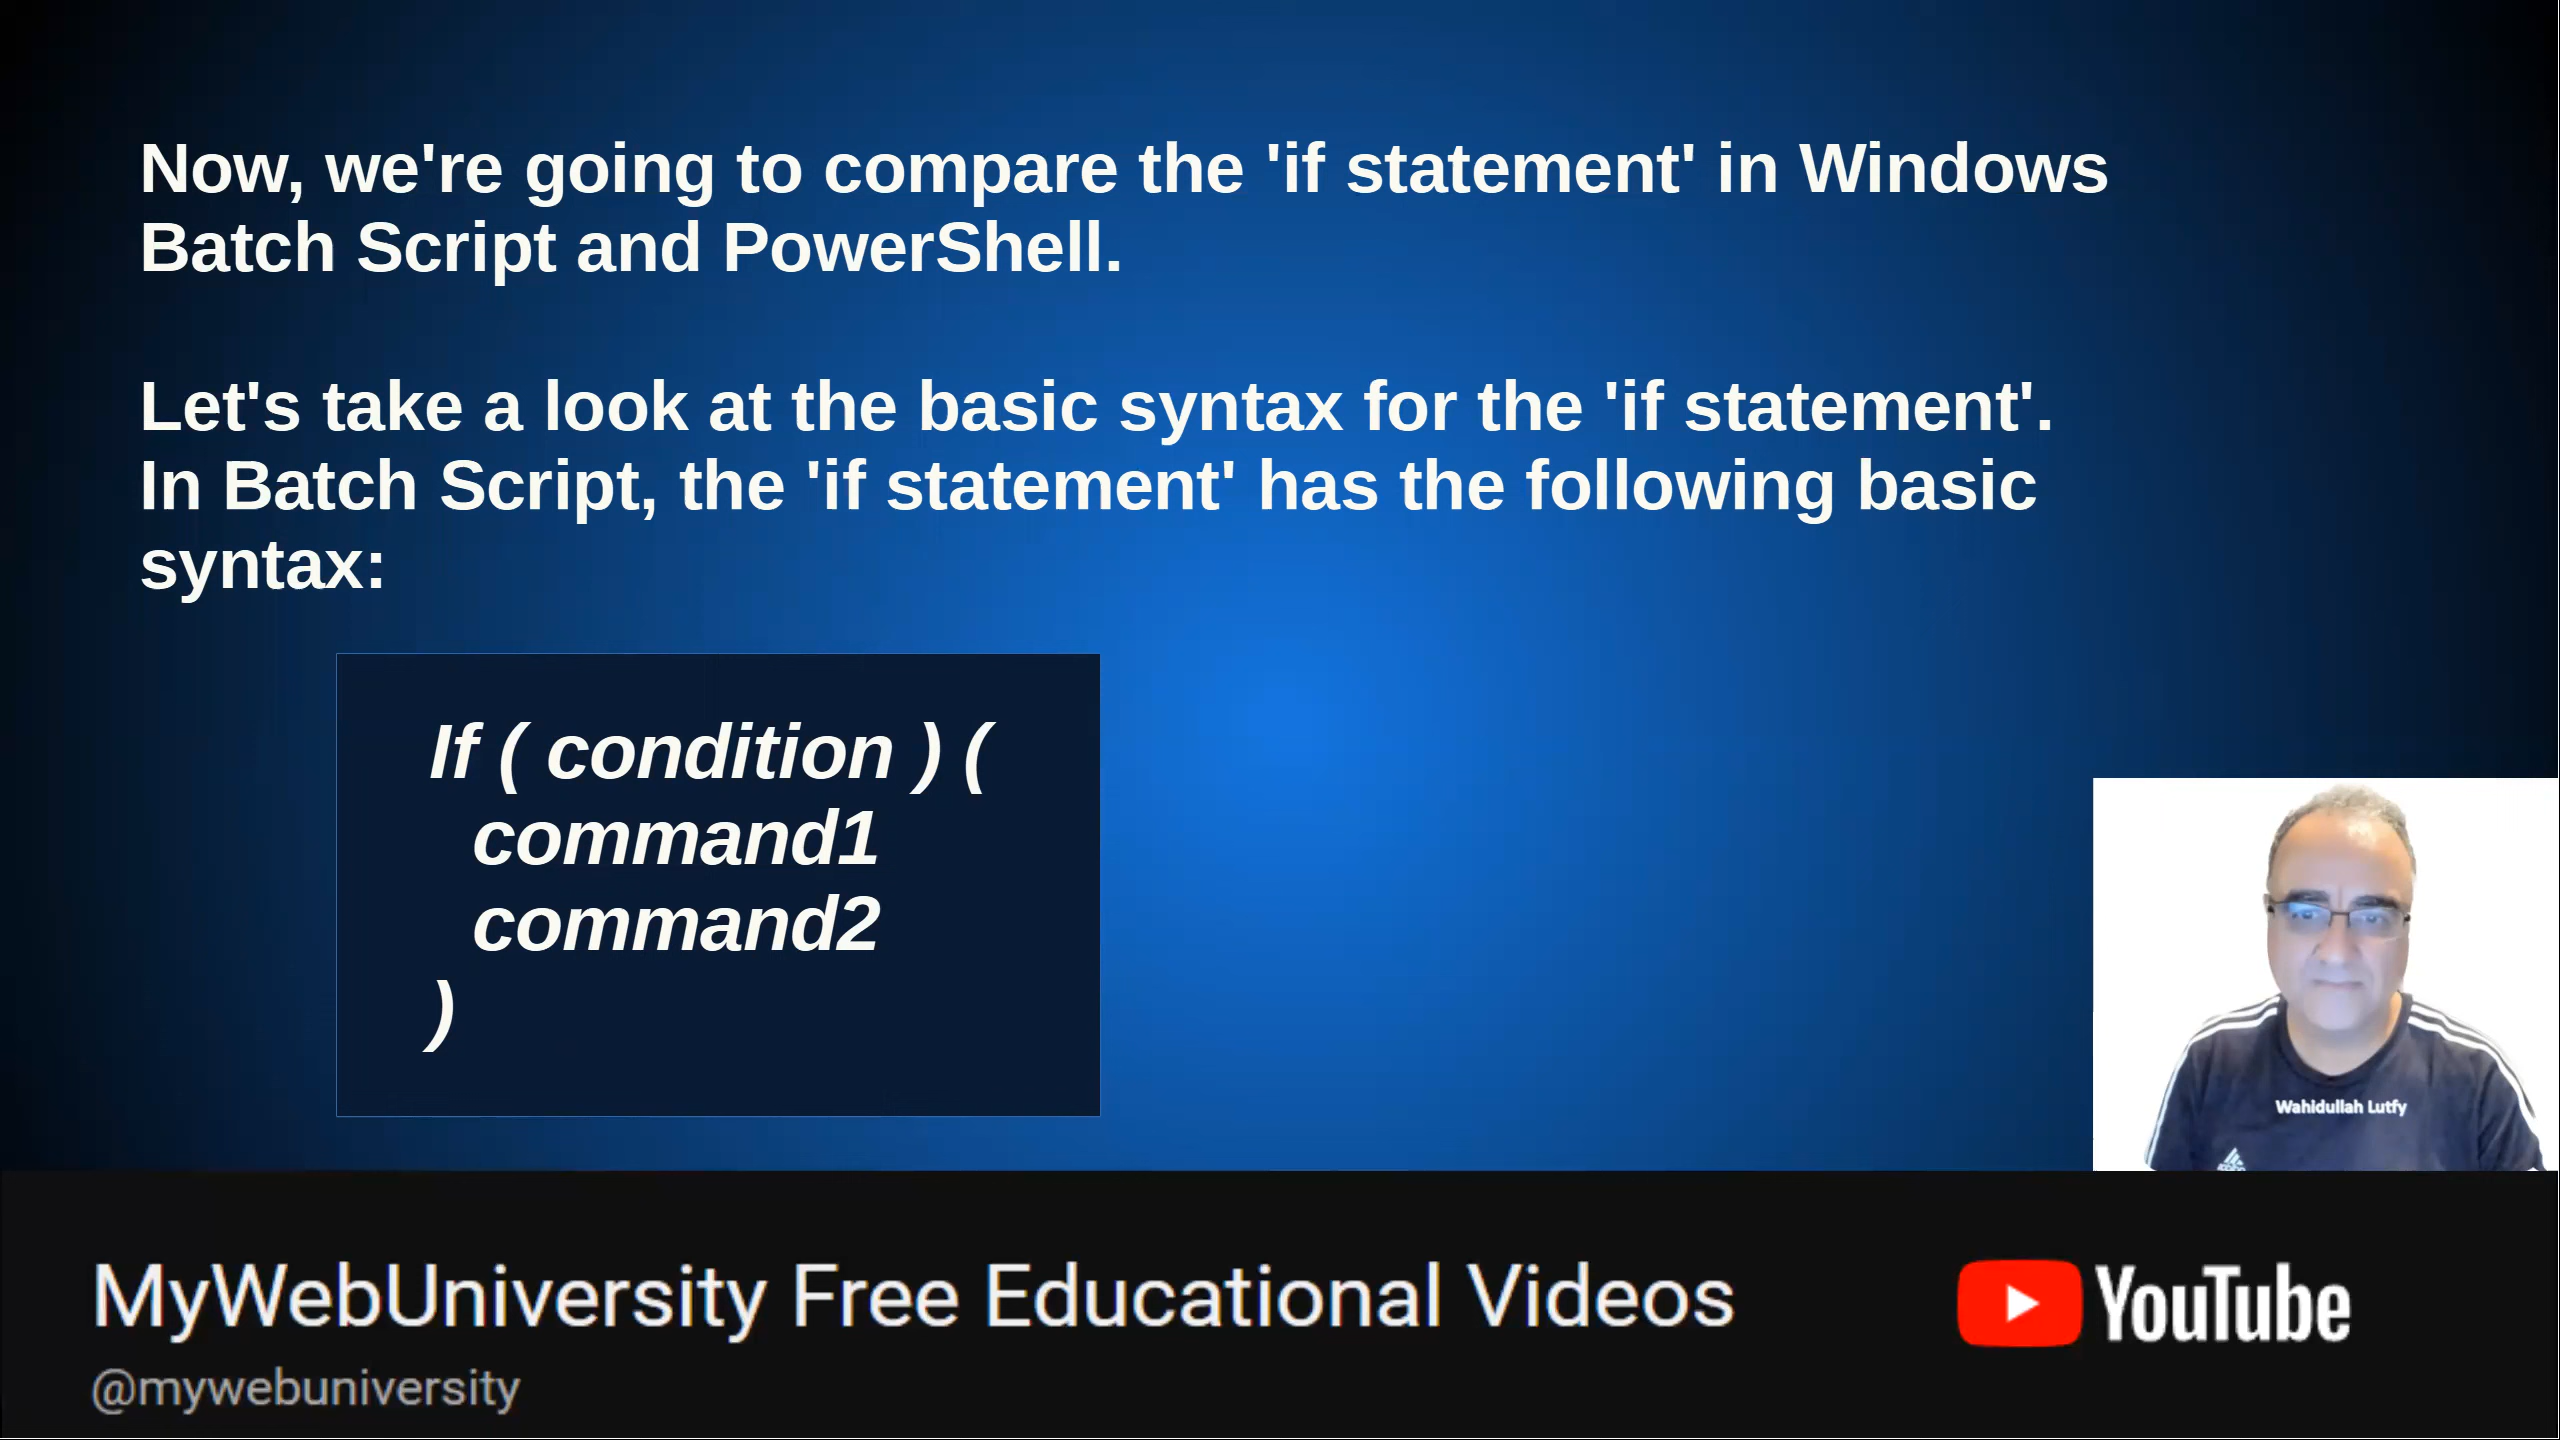 Now, we're going to compare the 'if statement' in Windows
Batch Script and PowerShell.
Let's take a look at the basic syntax for the 'if statement'.
In Batch Script, the 'if statement' has the following basic
syntax:
If ( condition ) (
command1
command2
)
Wahidullah Lutfy
MyWebUniversity Free Educational Videos
YouTube
@mywebuniversity